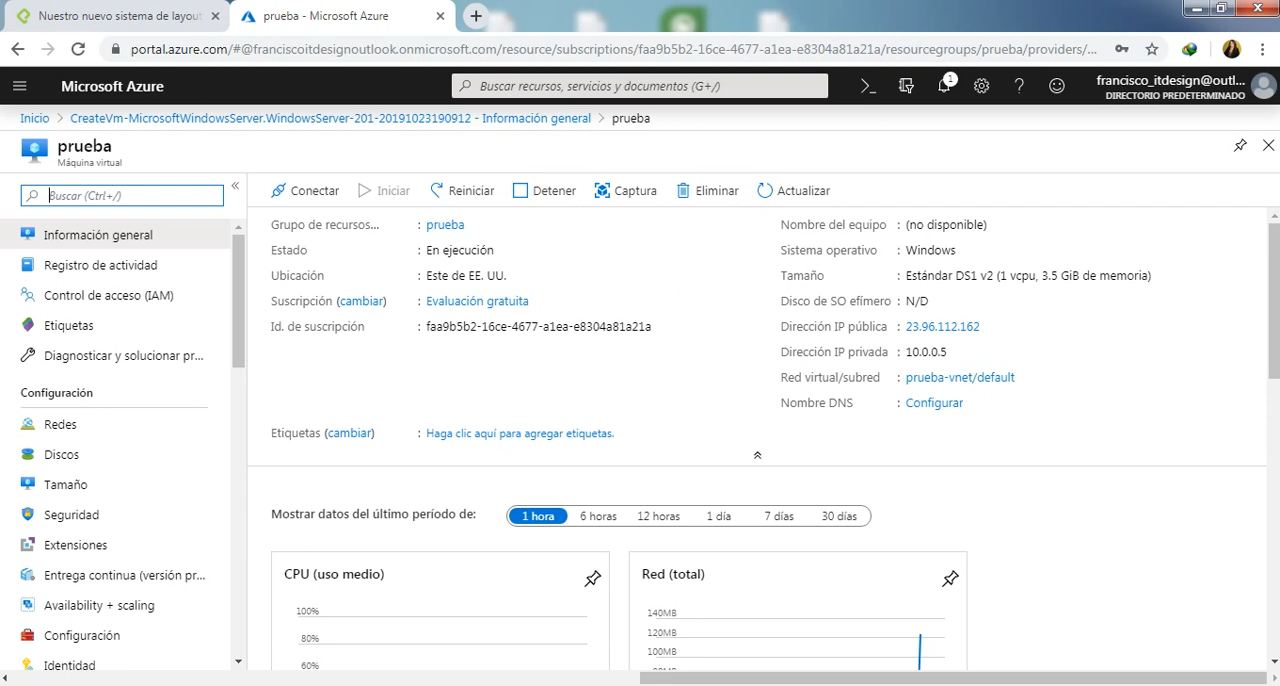 Nuestro nuevo sistema de layout
prueba - Microsoft Azure
portal.azure.com/#@franciscoitdesignoutlook.onmicrosoft.com/resource/subscriptions/faa9b5b2-16ce-4677-a1ea-e8304a81a21a/resourcegroups/prueba/providers/...
Microsoft Azure
Buscar recursos, servicios y documentos (G+/)
1
francisco_itdesign@outl...
DIRECTORIO PREDETERMINADO
Inicio > CreateVm-MicrosoftWindowsServer.WindowsServer-201-20191023190912 - Información general > prueba
prueba
Máquina virtual
Buscar (Ctrl+/)
«
Información general
Registro de actividad
Control de acceso (IAM)
Etiquetas
Diagnosticar y solucionar pr...
Configuración
Redes
Discos
Tamaño
Seguridad
Extensiones
Entrega continua (versión pr...
Availability + scaling
Configuración
Identidad
Conectar Iniciar Reiniciar Detener Captura Eliminar Actualizar
Grupo de recursos... : prueba
Estado : En ejecución
Ubicación : Este de EE. UU.
Suscripción (cambiar) : Evaluación gratuita
Id. de suscripción : faa9b5b2-16ce-4677-a1ea-e8304a81a21a
Nombre del equipo : (no disponible)
Sistema operativo : Windows
Tamaño : Estándar DS1 v2 (1 vcpu, 3.5 GiB de memoria)
Disco de SO efímero : N/D
Dirección IP pública : 23.96.112.162
Dirección IP privada : 10.0.0.5
Red virtual/subred : prueba-vnet/default
Nombre DNS : Configurar
Etiquetas (cambiar) : Haga clic aquí para agregar etiquetas.
Mostrar datos del último período de: 1 hora 6 horas 12 horas 1 día 7 días 30 días
CPU (uso medio)
100%
80%
60%
Red (total)
140MB
120MB
100MB